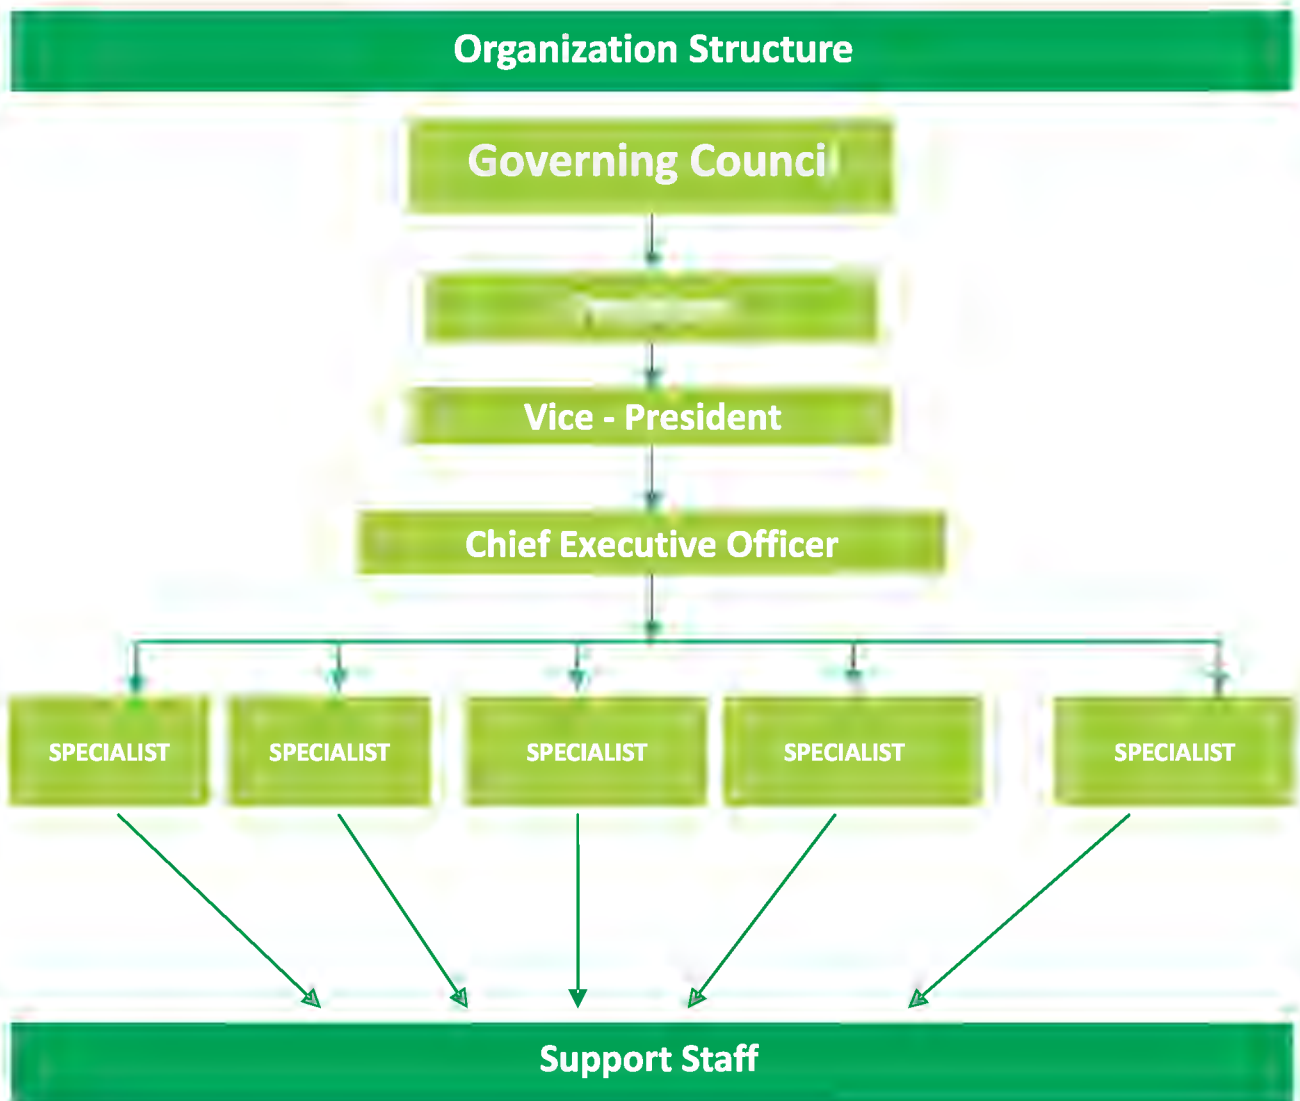 Organization Structure
Governing Counci
Vice - President
Chief Executive Officer
SPECIALIST
SPECIALIST
SPECIALIST
SPECIALIST
SPECIALIST
Support Staff